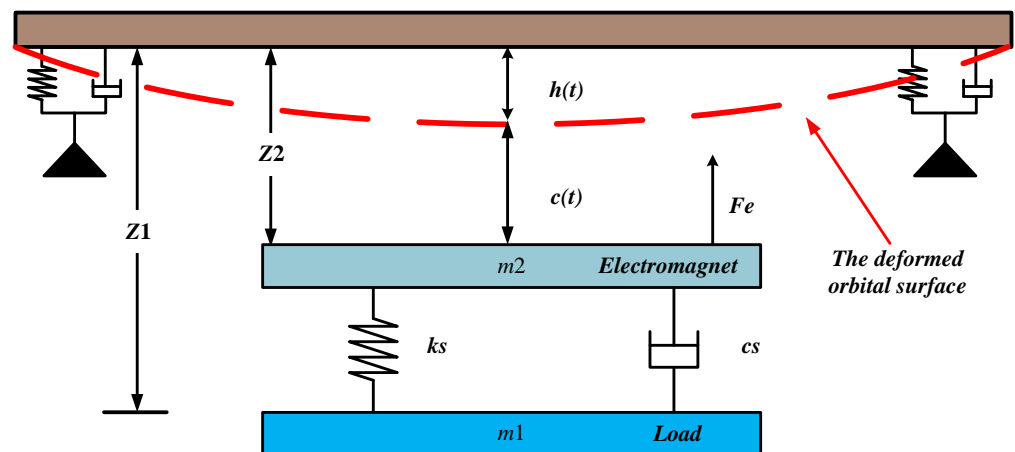 h(t)
Z2
c(t)
Fe
Z1
The deformed
orbital surface
m2
Electromagnet
ks
cs
m1
Load